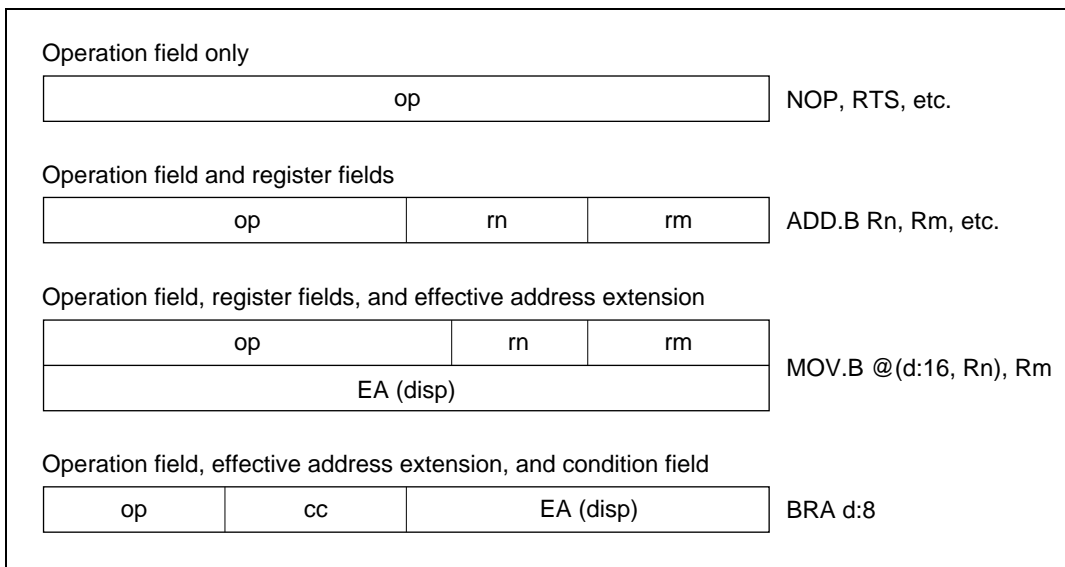 Operation field only
op NOP, RTS, etc.
Operation field and register fields
op rn rm ADD.B Rn, Rm, etc.
Operation field, register fields, and effective address extension
op rn rm
MOV.B @(d:16, Rn), Rm
EA (disp)
Operation field, effective address extension, and condition field
op cc EA (disp) BRA d:8